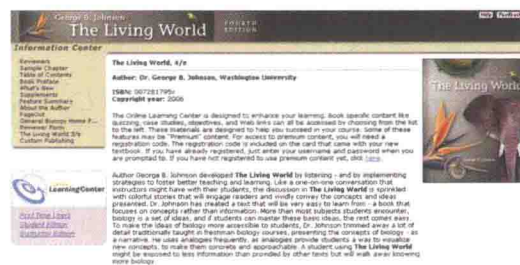 Help
George B. Johnson
The Living World
FOURTH
EDITION
Information Center
Reviewers
Sample Chapter
Table of Contents
Book Preface
What's New
Supplements
Feature Summary
About the Author
PageOut
General Biology Home P...
Reviewer Form
The Living World 3/e
Custom Publishing
LearningCenter
First Time Users
Student Edition
Instructor Edition
The Living World, 4/e
Author: Dr. George B. Johnson, Washington University
ISBN: 007281795x
Copyright year: 2006
The Online Learning Center is designed to enhance your learning. Book specific content like
quizzing, case studies, objectives, and Web links can all be assessed by choosing from the list
to the left. These materials are designed to help you succeed in your course. Some of these
features may be "Premium" content. For access to premium content, you will need a
registration code. The registration code is included on the card that came with your new
textbook. If you have already registered, just enter your username and password when you
are prompted to. If you have not registered to use premium content yet, click here.
Author George B. Johnson developed The Living World by listening - and by implementing
strategies to foster better teaching and learning. Like a one-on-one conversation that
instructors might have with their students, the discussion in The Living World is sprinkled
with colorful stories that will engage readers and vividly convey the concepts and ideas
presented. Dr. Johnson has created a text that will be very easy to learn from - a book that
focuses on concepts rather than information. More than most subjects students encounter,
biology is a set of ideas, and if students can master these basic ideas, the rest comes easy.
To make the ideas of biology more accessible to students, Dr. Johnson trimmed away a lot of
detail traditionally taught in freshman biology courses, presenting the concepts of biology - as
a narrative. He uses analogies frequently, as analogies provide students a way to visualize
new concepts, to make them concrete and approachable. A student using The Living World
might be exposed to less information than provided by other texts but will walk away knowing
more biology
The Living World